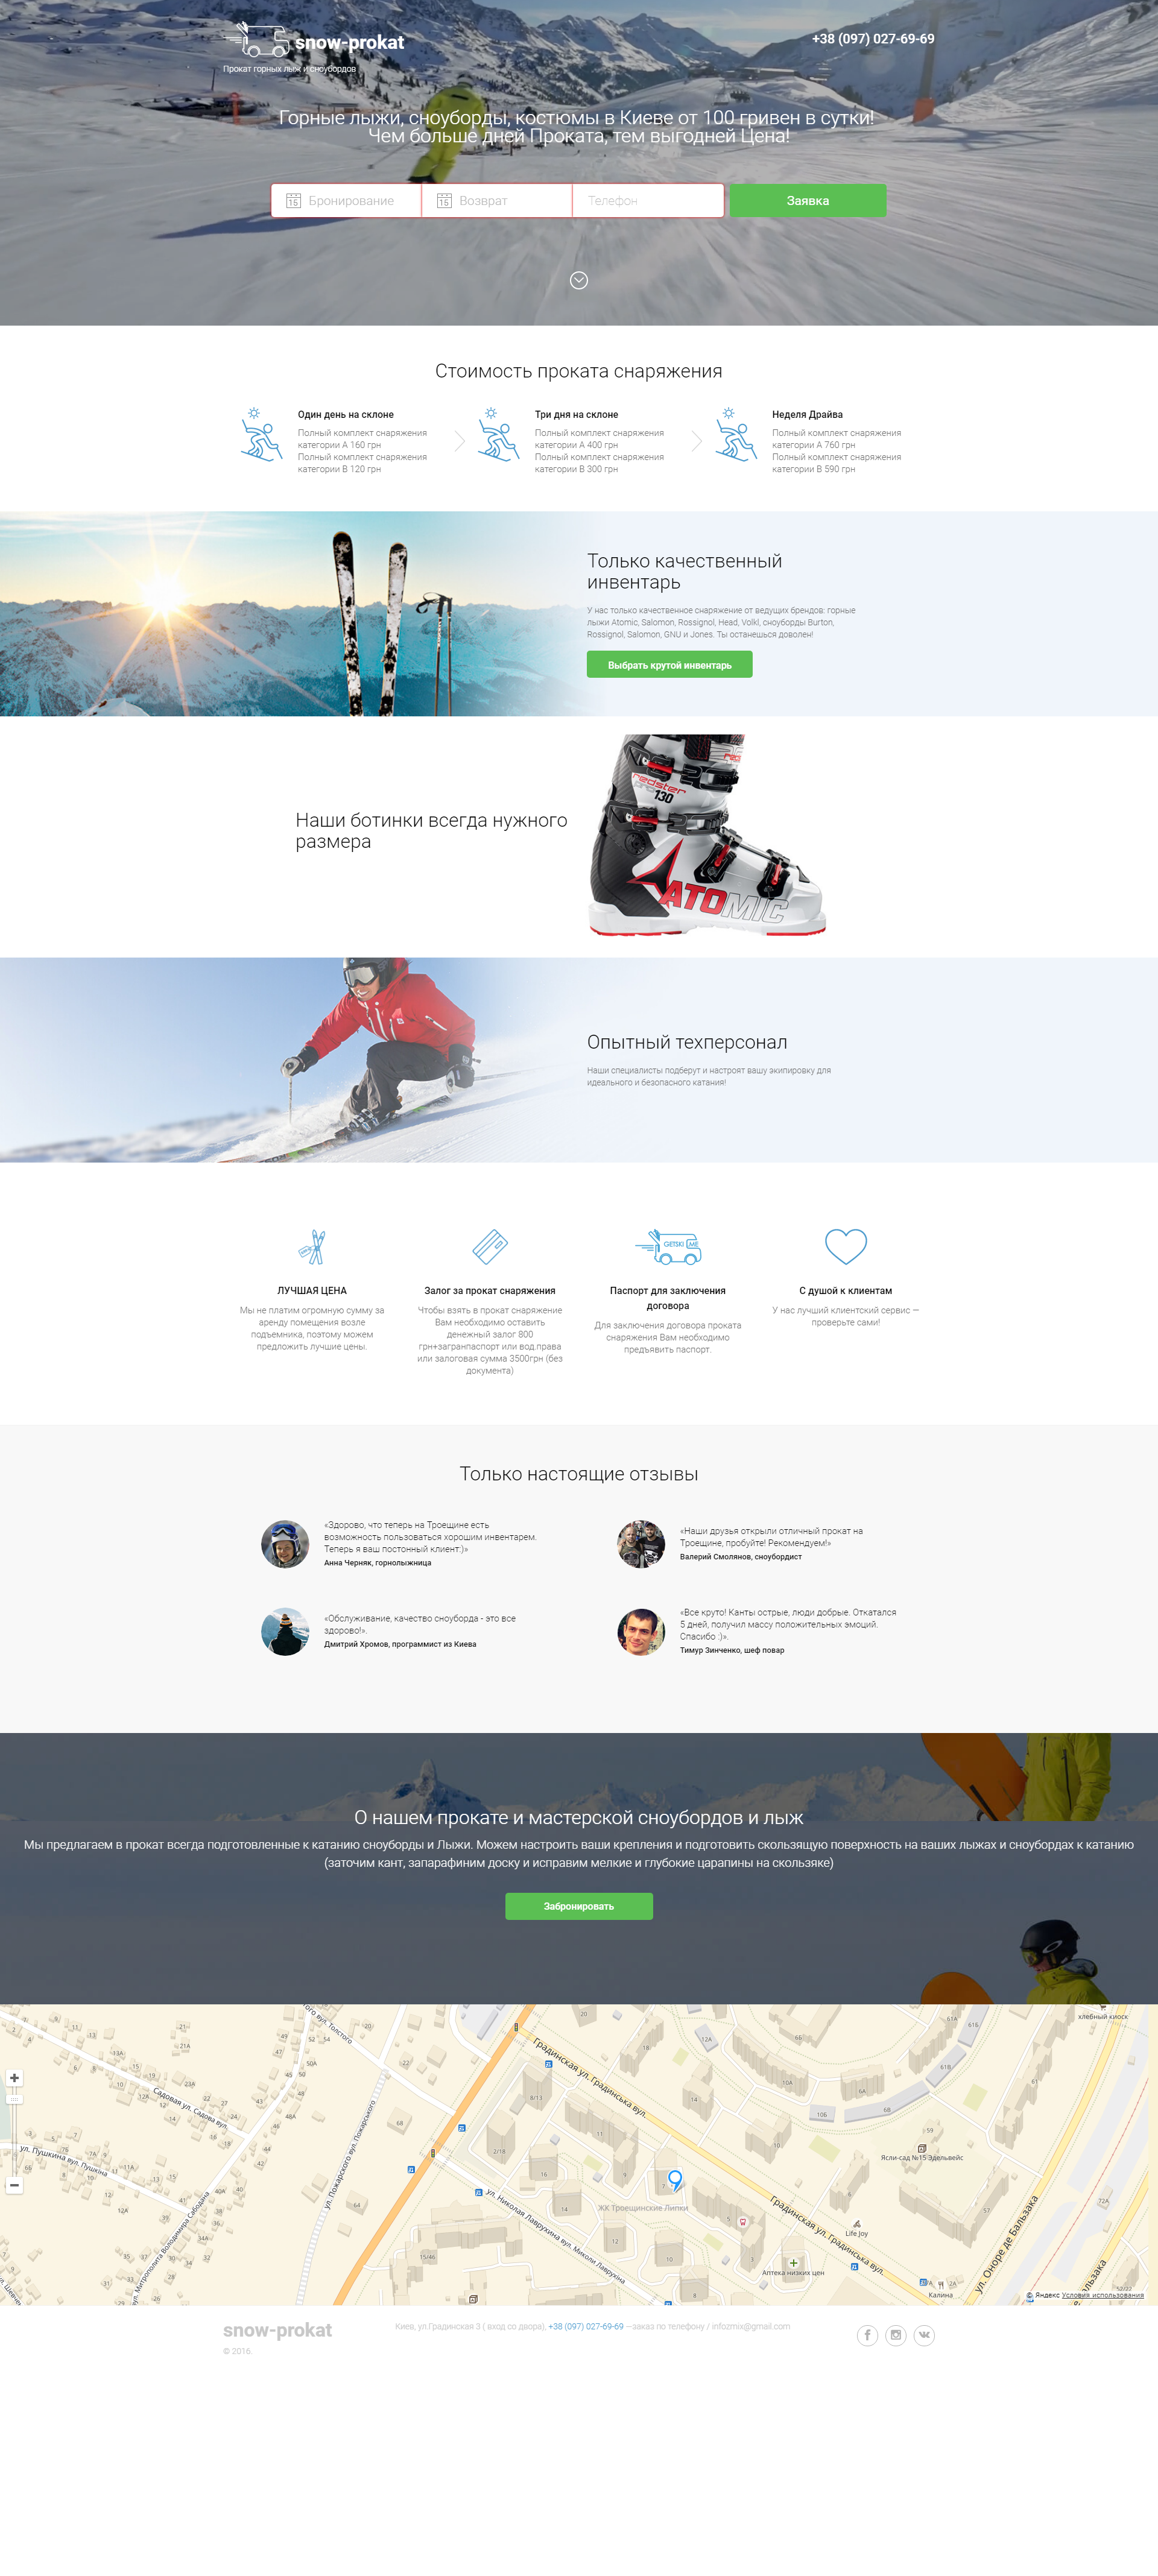 snow-prokat
+38 (097) 027-69-69
Прокат горных лыж и сноубордов
Горные лыжи, сноуборды, костюмы в Киеве от 100 гривен в сутки!
Чем больше дней Проката, тем выгодней Цена!
15 Бронирование
15 Возврат
Телефон
Заявка
Стоимость проката снаряжения
Один день на склоне
Полный комплект снаряжения
категории А 160 грн
Полный комплект снаряжения
категории В 120 грн
Три дня на склоне
Полный комплект снаряжения
категории А 400 грн
Полный комплект снаряжения
категории В 300 грн
Неделя Драйва
Полный комплект снаряжения
категории А 760 грн
Полный комплект снаряжения
категории В 590 грн
Только качественный
инвентарь
У нас только качественное снаряжение от ведущих брендов: горные
лыжи Atomic, Salomon, Rossignol, Head, Volkl, сноуборды Burton,
Rossignol, Salomon, GNU и Jones. Ты останешься доволен!
Выбрать крутой инвентарь
Наши ботинки всегда нужного
размера
redster
pro 130
ATOMIC
Опытный техперсонал
Наши специалисты подберут и настроят вашу экипировку для
идеального и безопасного катания!
ЛУЧШАЯ ЦЕНА
Мы не платим огромную сумму за
аренду помещения возле
подъемника, поэтому можем
предложить лучшие цены.
Залог за прокат снаряжения
Чтобы взять в прокат снаряжение
Вам необходимо оставить
денежный залог 800
грн+загранпаспорт или вод.права
или залоговая сумма 3500грн (без
документа)
GETSKI ME
Паспорт для заключения
договора
Для заключения договора проката
снаряжения Вам необходимо
предъявить паспорт.
С душой к клиентам
У нас лучший клиентский сервис —
проверьте сами!
Только настоящие отзывы
«Здорово, что теперь на Троещине есть
возможность пользоваться хорошим инвентарем.
Теперь я ваш постонный клиент:)»
Анна Черняк, горнолыжница
«Наши друзья открыли отличный прокат на
Троещине, пробуйте! Рекомендуем!»
Валерий Смолянов, сноубордист
«Обслуживание, качество сноуборда - это все
здорово!».
Дмитрий Хромов, программист из Киева
«Все круто! Канты острые, люди добрые. Откатался
5 дней, получил массу положительных эмоций.
Спасибо :)».
Тимур Зинченко, шеф повар
О нашем прокате и мастерской сноубордов и лыж
Мы предлагаем в прокат всегда подготовленные к катанию сноуборды и Лыжи. Можем настроить ваши крепления и подготовить скользящую поверхность на ваших лыжах и сноубордах к катанию
(заточим кант, запарафиним доску и исправим мелкие и глубокие царапины на скользяке)
Забронировать
хлебный киоск
Градинская ул. Градинська вул.
Садовая ул. Садова вул.
ул. Пушкина вул. Пушкіна
ул. Пожарского вул. Пожарського
Ясли-сад №15 Эдельвейс
ЖК Троещинские Липки
ул. Николая Лаврухина вул. Миколи Лаврухіна
Градинская ул. Градинська вул.
Life Joy
Аптека низких цен
ул. Оноре де Бальзака
Калина
© Яндекс Условия использования
snow-prokat
Киев, ул.Градинская 3 ( вход со двора), +38 (097) 027-69-69 —заказ по телефону / infozmix@gmail.com
© 2016,